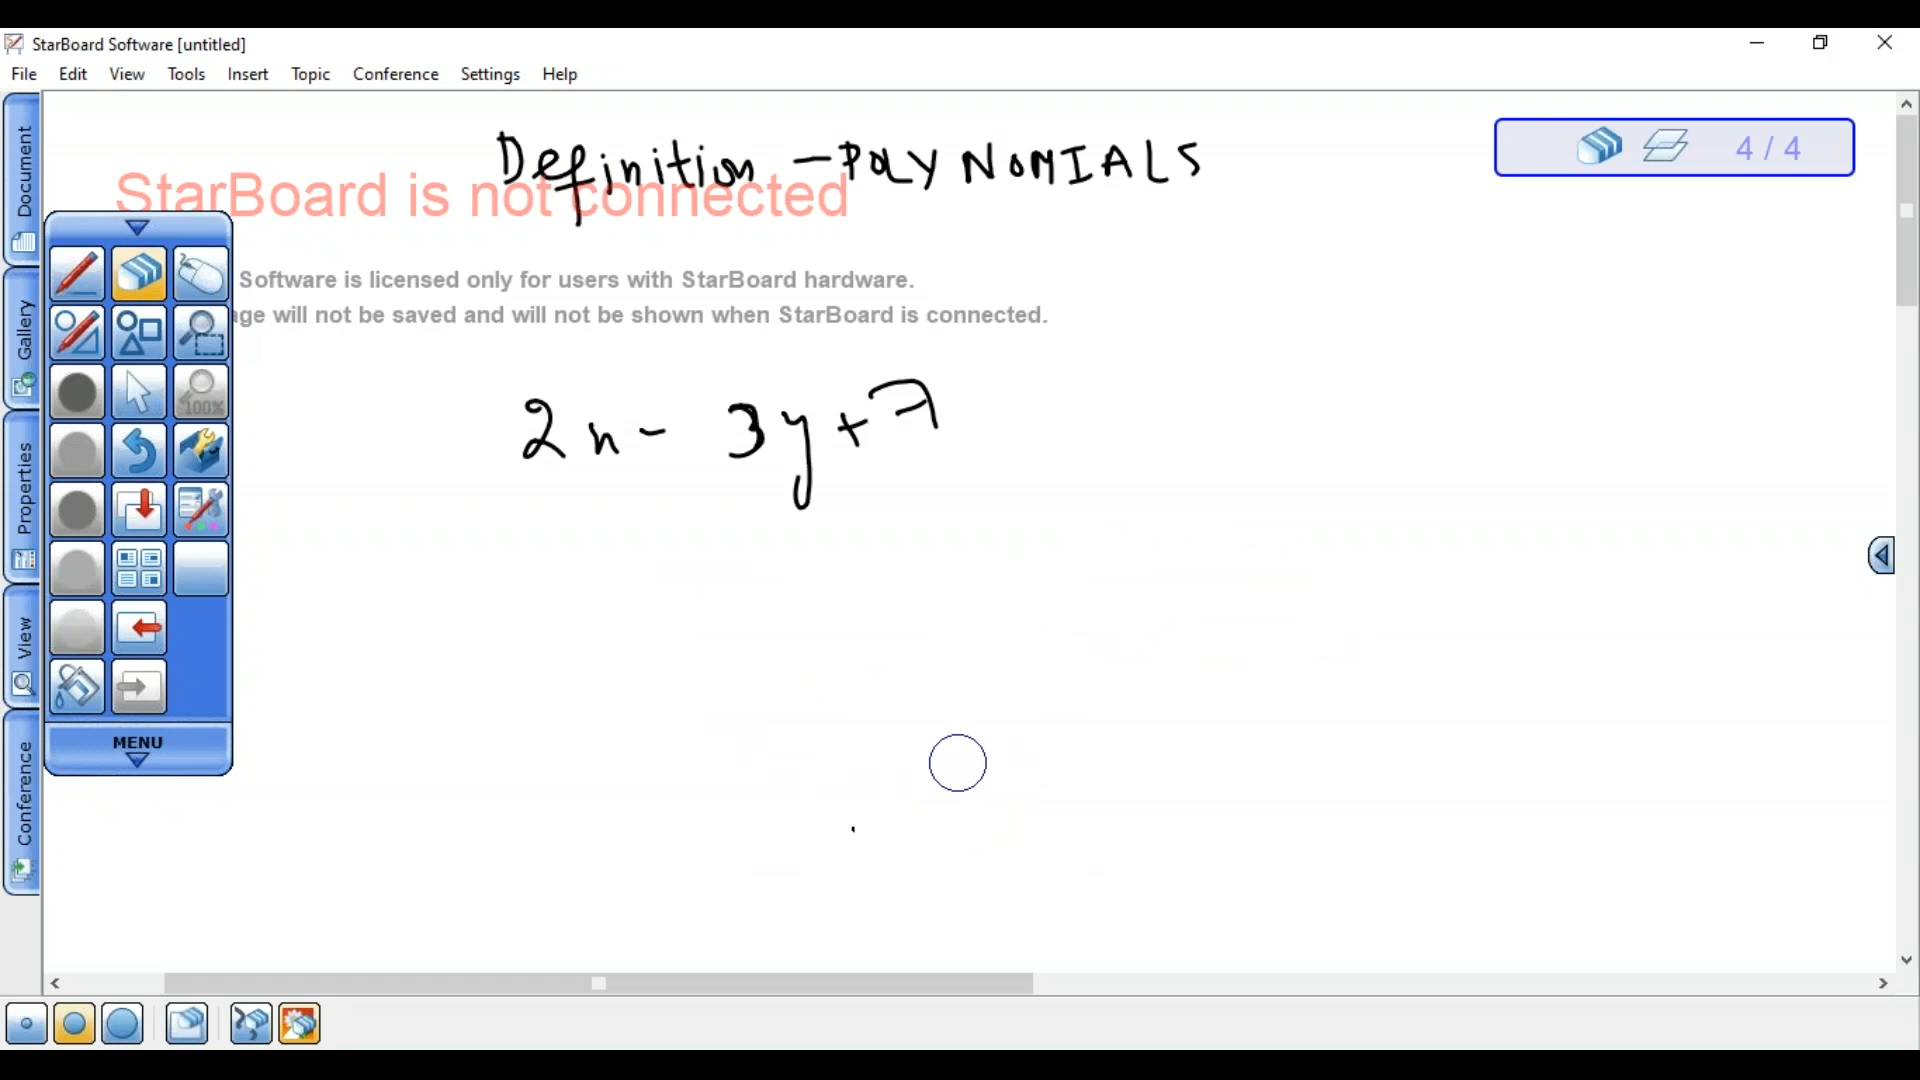 StarBoard Software [untitled]
File Edit View Tools Insert Topic Conference Settings Help
Definition - POLYNOMIALS
4 / 4
StarBoard is not connected
Software is licensed only for users with StarBoard hardware.
age will not be saved and will not be shown when StarBoard is connected.
2x - 3y + 7
Document
Gallery
Properties
View
Conference
100%
MENU